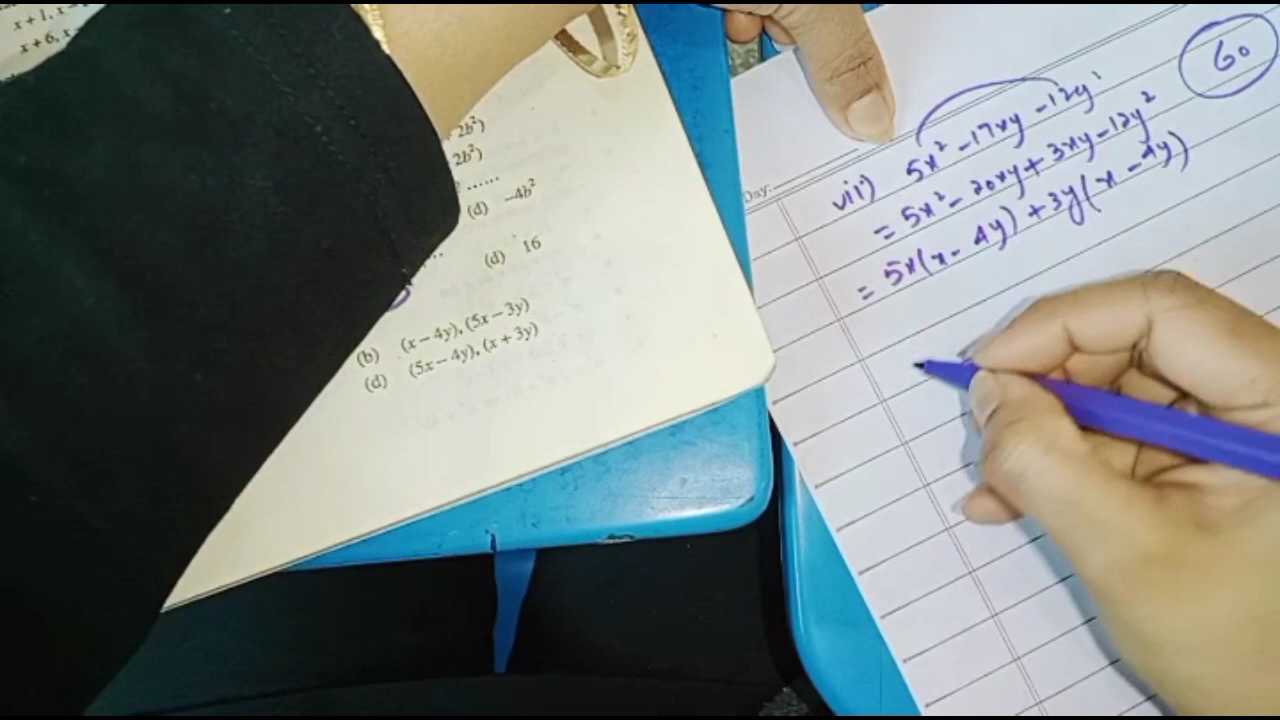 x+1, x
x+6, x
2b²)
2b²)
......
(d) −4b²
(d) 16
(b) (x−4y), (5x−3y)
(d) (5x−4y), (x+3y)
Day:
60
vii) 5x² −17xy −12y²
= 5x² − 20xy + 3xy − 12y²
= 5x(x − 4y) + 3y(x − 4y)